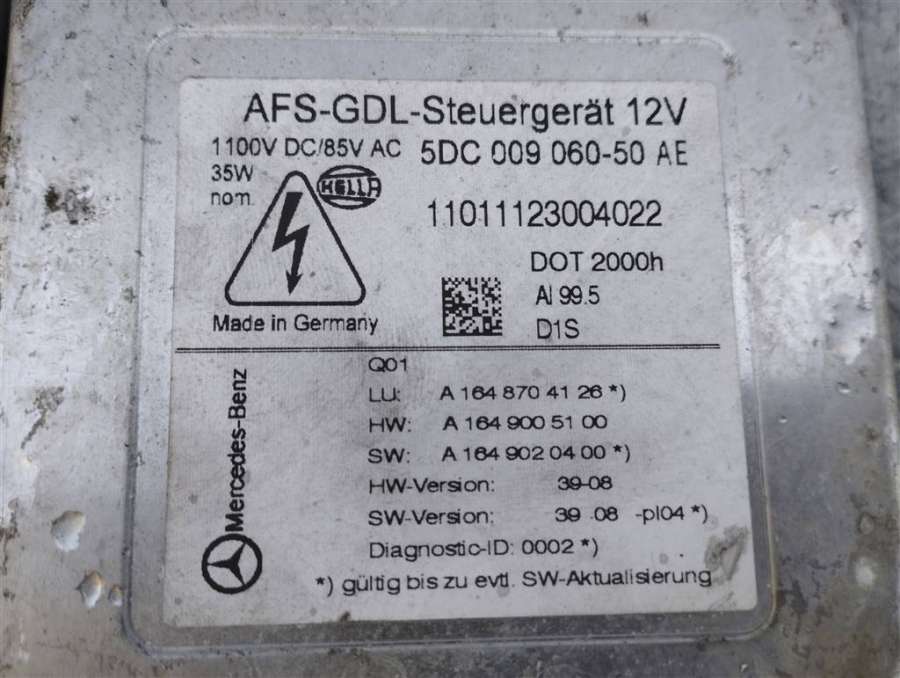 AFS-GDL-Steuergerät 12V
1100V DC/85V AC 5DC 009 060-50 AE
35W
nom.
HELLA
11011123004022
DOT 2000h
Al 99.5
D1S
Made in Germany
Q01
LU: A 164 870 41 26 *)
HW: A 164 900 51 00
SW: A 164 902 04 00 *)
HW-Version: 39-08
SW-Version: 39 08 -pl04 *)
Diagnostic-ID: 0002 *)
*) gültig bis zu evtl. SW-Aktualisierung
Mercedes-Benz